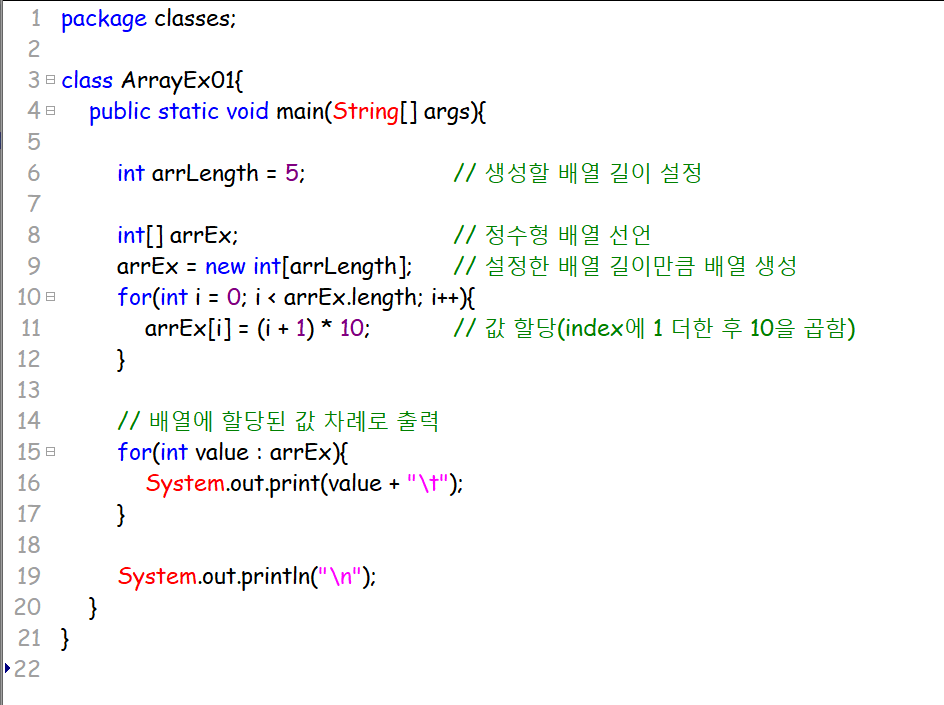 1 package classes;
2
3 class ArrayEx01{
4 public static void main(String[] args){
5
6 int arrLength = 5; // 생성할 배열 길이 설정
7
8 int[] arrEx; // 정수형 배열 선언
9 arrEx = new int[arrLength]; // 설정한 배열 길이만큼 배열 생성
10 for(int i = 0; i < arrEx.length; i++){
11 arrEx[i] = (i + 1) * 10; // 값 할당(index에 1 더한 후 10을 곱함)
12 }
13
14 // 배열에 할당된 값 차례로 출력
15 for(int value : arrEx){
16 System.out.print(value + "\t");
17 }
18
19 System.out.println("\n");
20 }
21 }
22